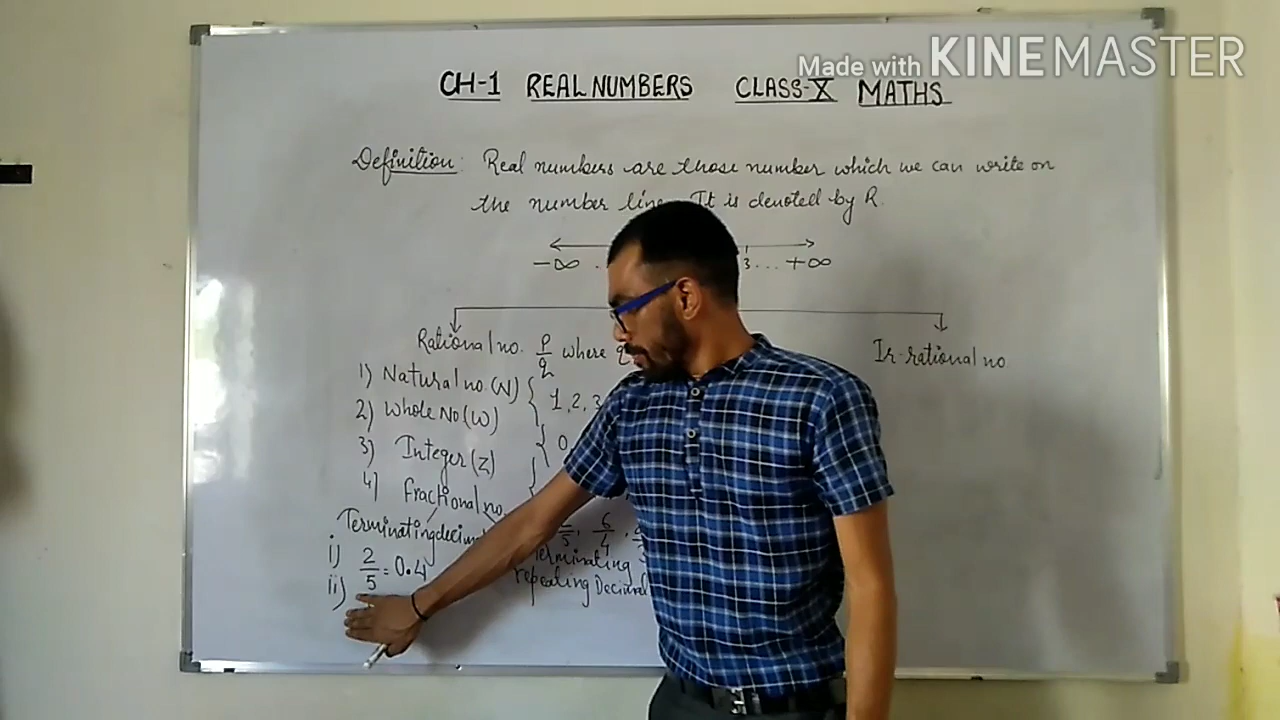 Made with KINEMASTER
CH-1 REAL NUMBERS CLASS-X MATHS
Definition: Real numbers are those number which we can write on
the number line. It is denoted by R.
-∞ .. 3... +∞
Rational no. p/q where q
Ir-rational no.
1) Natural no. (N) { 1, 2, 3
2) Whole No (W) { 0
3) Integer (Z) {
4) fractional no.
Terminating decim
6/4
i) 2/5 = 0.4
Terminating
ii)
repeating Decimal